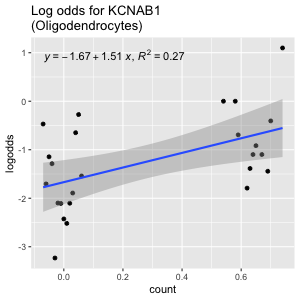 Log odds for KCNAB1
(Oligodendrocytes)
y = −1.67 + 1.51 x, R² = 0.27
logodds
1
0
-1
-2
-3
0.0 0.2 0.4 0.6
count